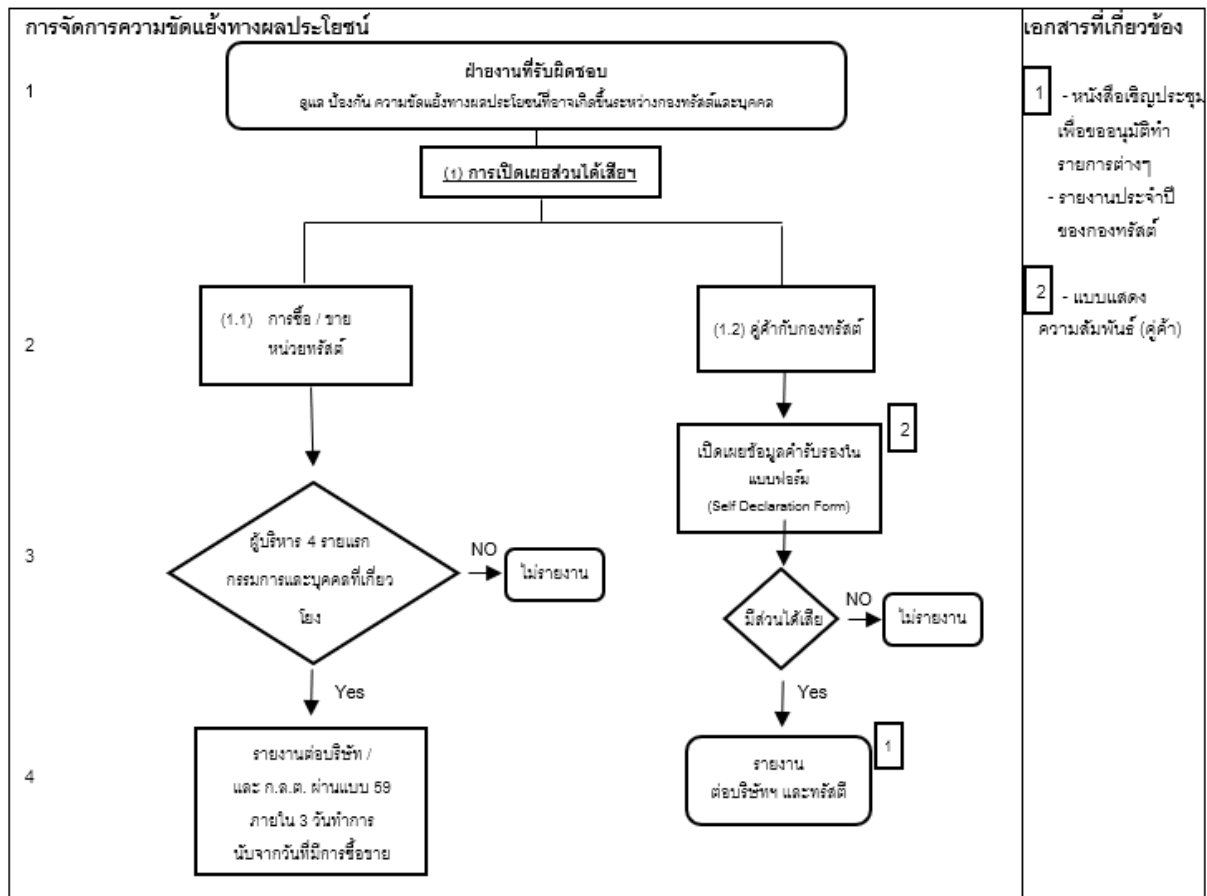 การจัดการความขัดแย้งทางผลประโยชน์
เอกสารที่เกี่ยวข้อง
1
ฝ่ายงานที่รับผิดชอบ
ดูแล ป้องกัน ความขัดแย้งทางผลประโยชน์ที่อาจเกิดขึ้นระหว่างกองทรัสต์และบุคคล
(1) การเปิดเผยส่วนได้เสียฯ
1 - หนังสือเชิญประชุม
เพื่อขออนุมัติทำ
รายการต่างๆ
- รายงานประจำปี
ของกองทรัสต์
2 - แบบแสดง
ความสัมพันธ์ (คู่ค้า)
2
(1.1) การซื้อ / ขาย
หน่วยทรัสต์
(1.2) คู่ค้ากับกองทรัสต์
2
เปิดเผยข้อมูลคำรับรองใน
แบบฟอร์ม
(Self Declaration Form)
3
ผู้บริหาร 4 รายแรก
กรรมการและบุคคลที่เกี่ยว
โยง
NO
ไม่รายงาน
มีส่วนได้เสีย
NO
ไม่รายงาน
Yes
Yes
4
รายงานต่อบริษัท /
และ ก.ล.ต. ผ่านแบบ 59
ภายใน 3 วันทำการ
นับจากวันที่มีการซื้อขาย
1
รายงาน
ต่อบริษัทฯ และทรัสตี